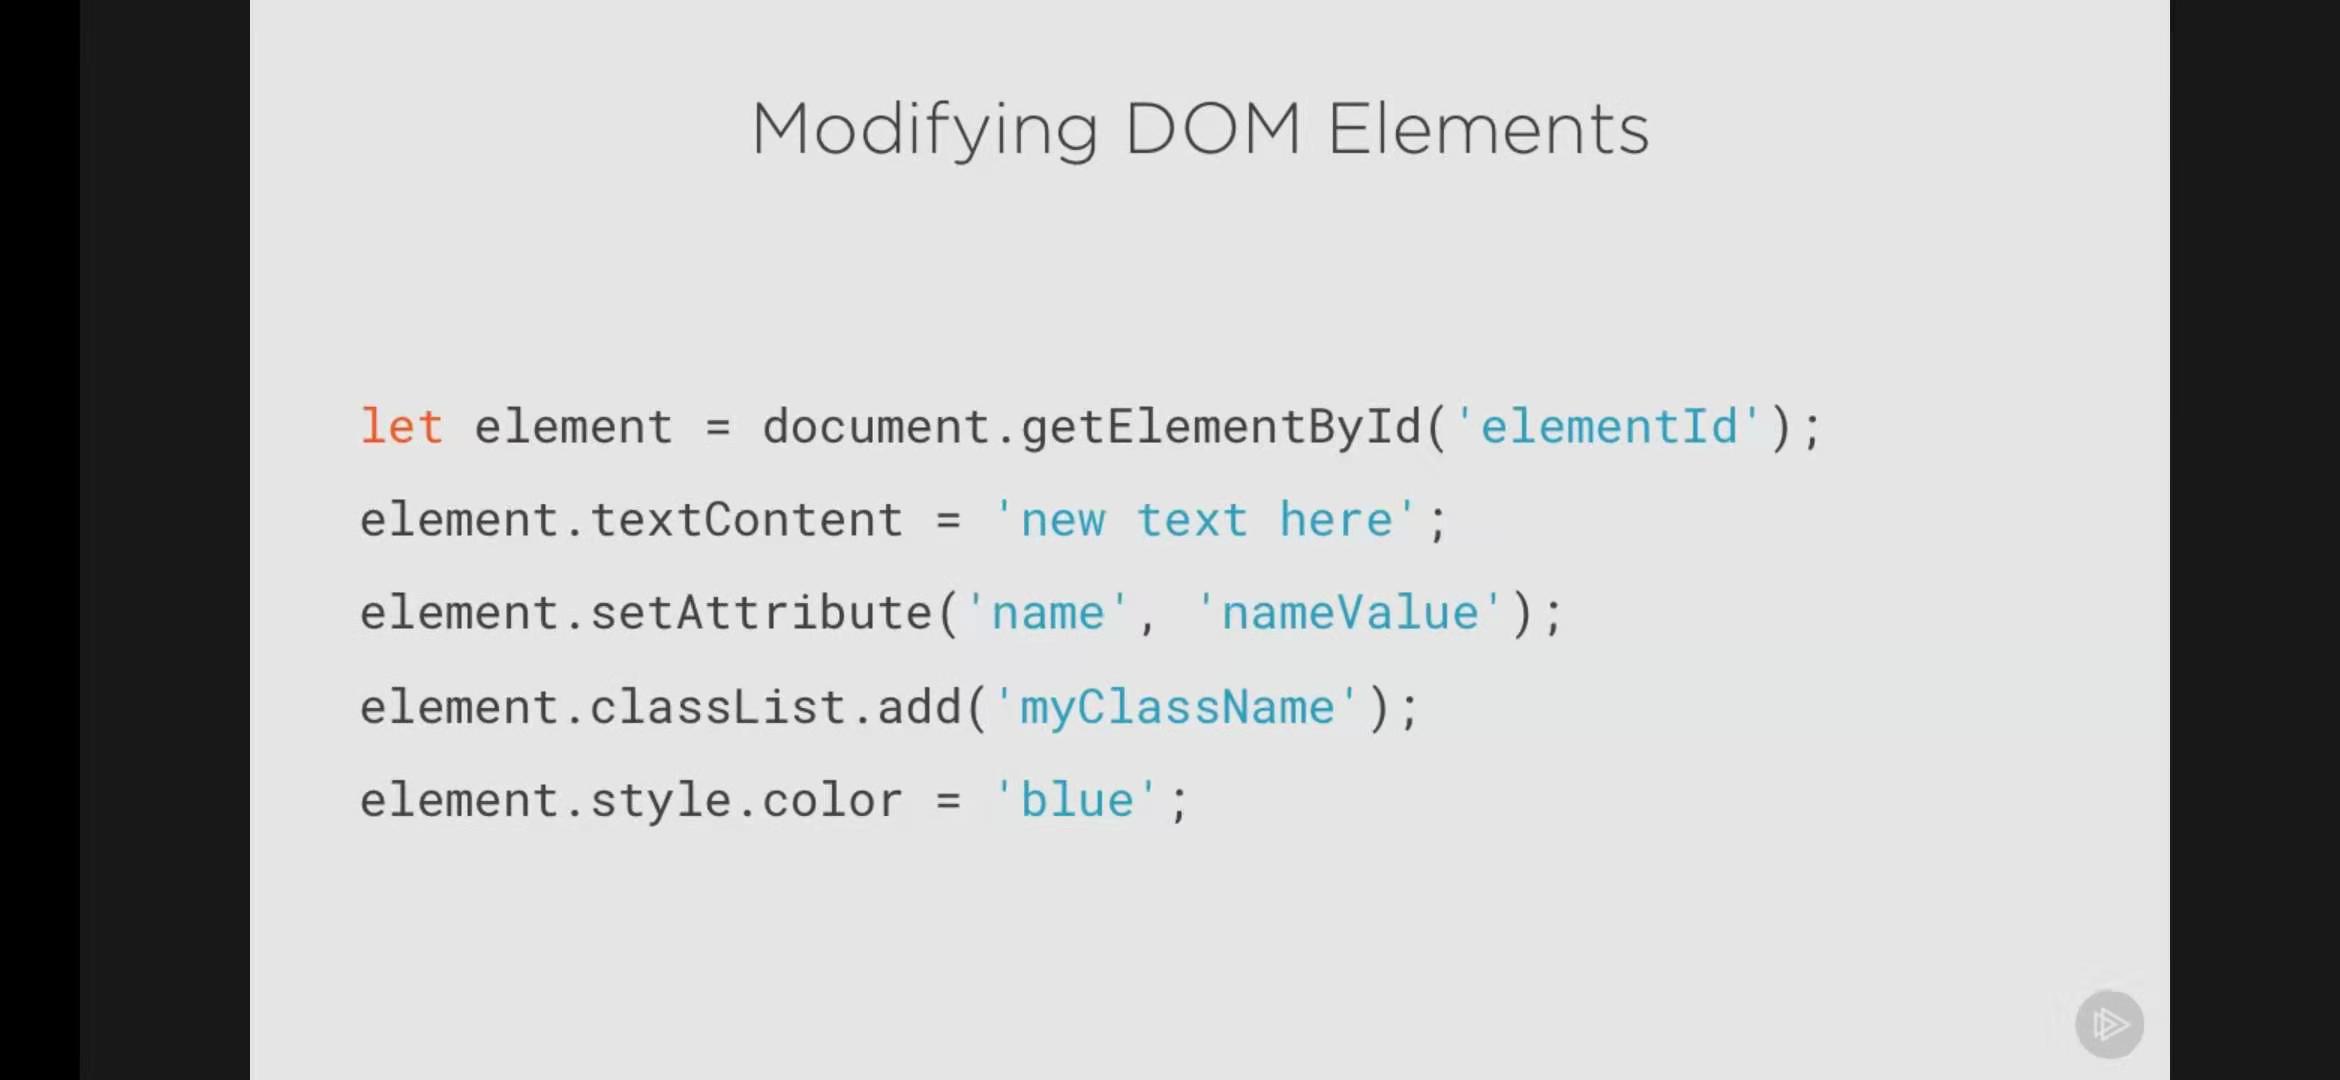 Modifying DOM Elements
let element = document.getElementById('elementId');
element.textContent = 'new text here';
element.setAttribute('name', 'nameValue');
element.classList.add('myClassName');
element.style.color = 'blue';